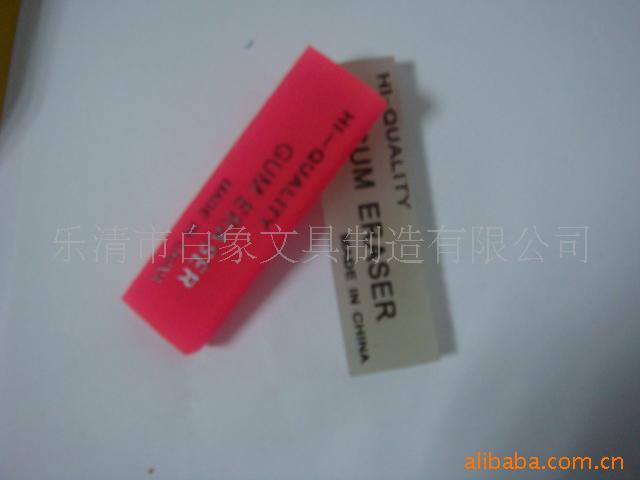 HI-QUALITY
GUM ERASER
MADE
HI-QUALITY
GUM ERASER
MADE IN CHINA
乐清市白象文具制造有限公司
alibaba.com.cn